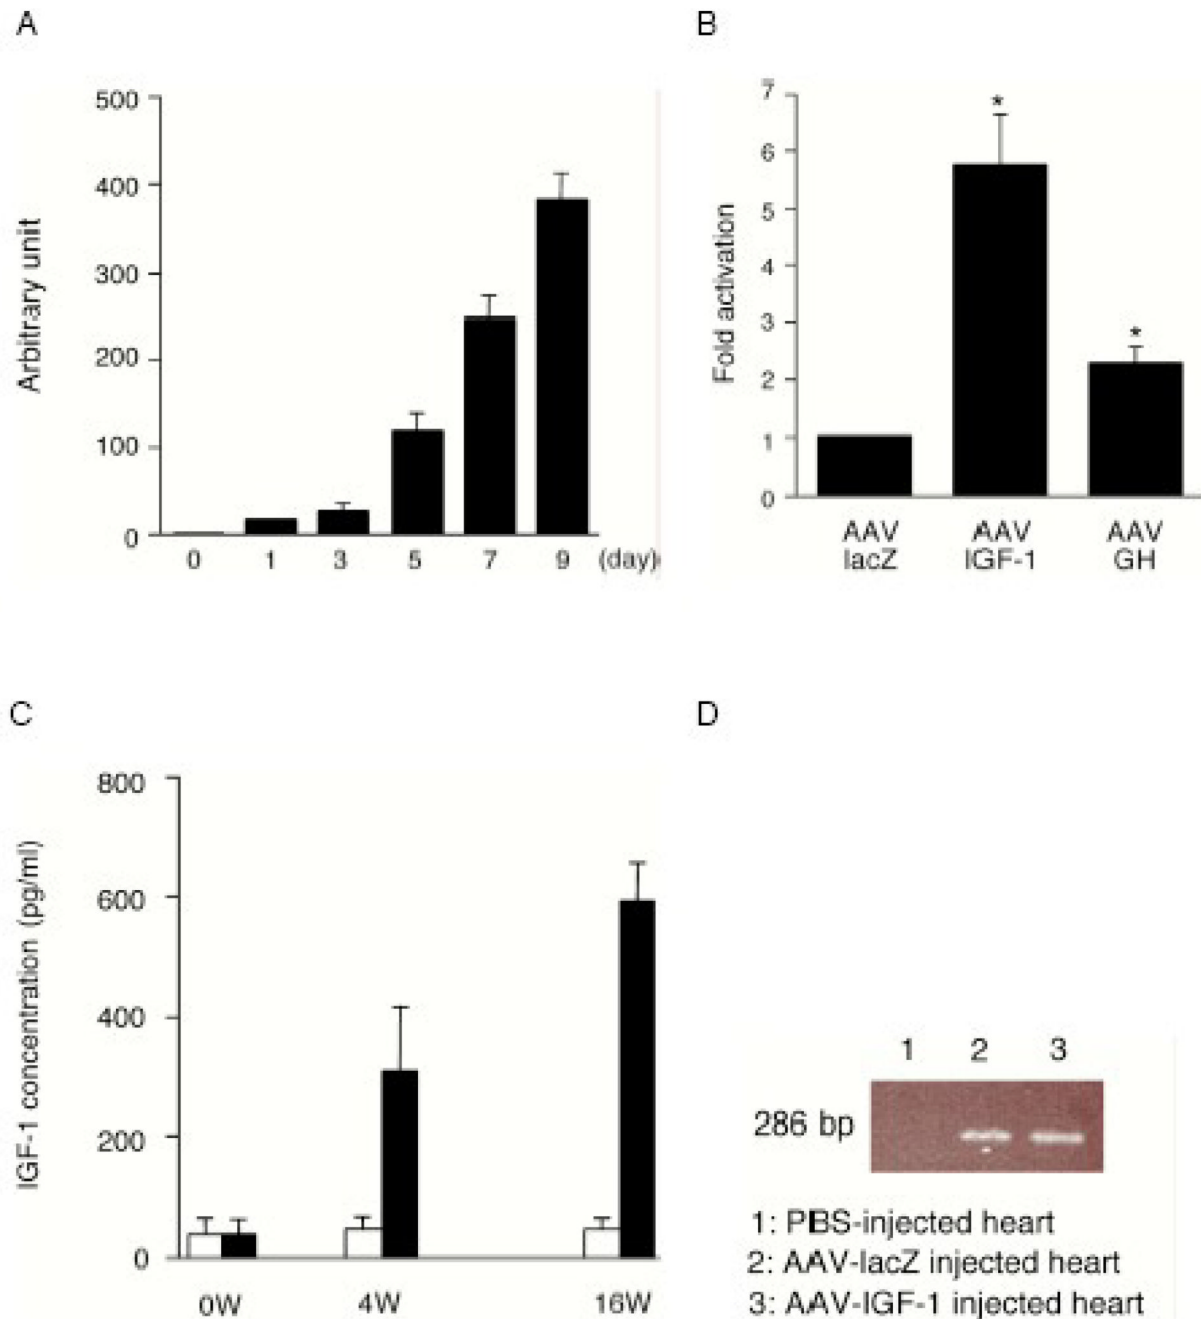 A
Arbitrary unit
500
400
300
200
100
0
0 1 3 5 7 9 (day)
B
Fold activation
7
6
5
4
3
2
1
0
* *
AAV AAV AAV
lacZ IGF-1 GH
C
IGF-1 concentration (pg/ml)
800
600
400
200
0
0W 4W 16W
D
1 2 3
286 bp
1: PBS-injected heart
2: AAV-lacZ injected heart
3: AAV-IGF-1 injected heart